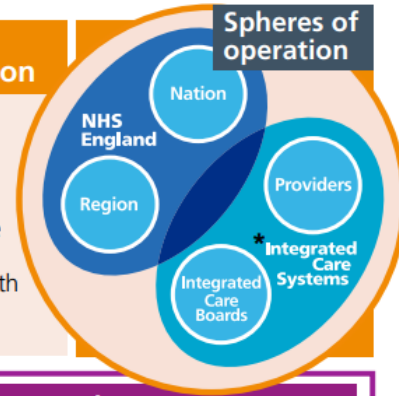 Spheres of
operation
on
Nation
NHS
England
Region
Providers
*Integrated
Care
Systems
th
Integrated
Care
Boards